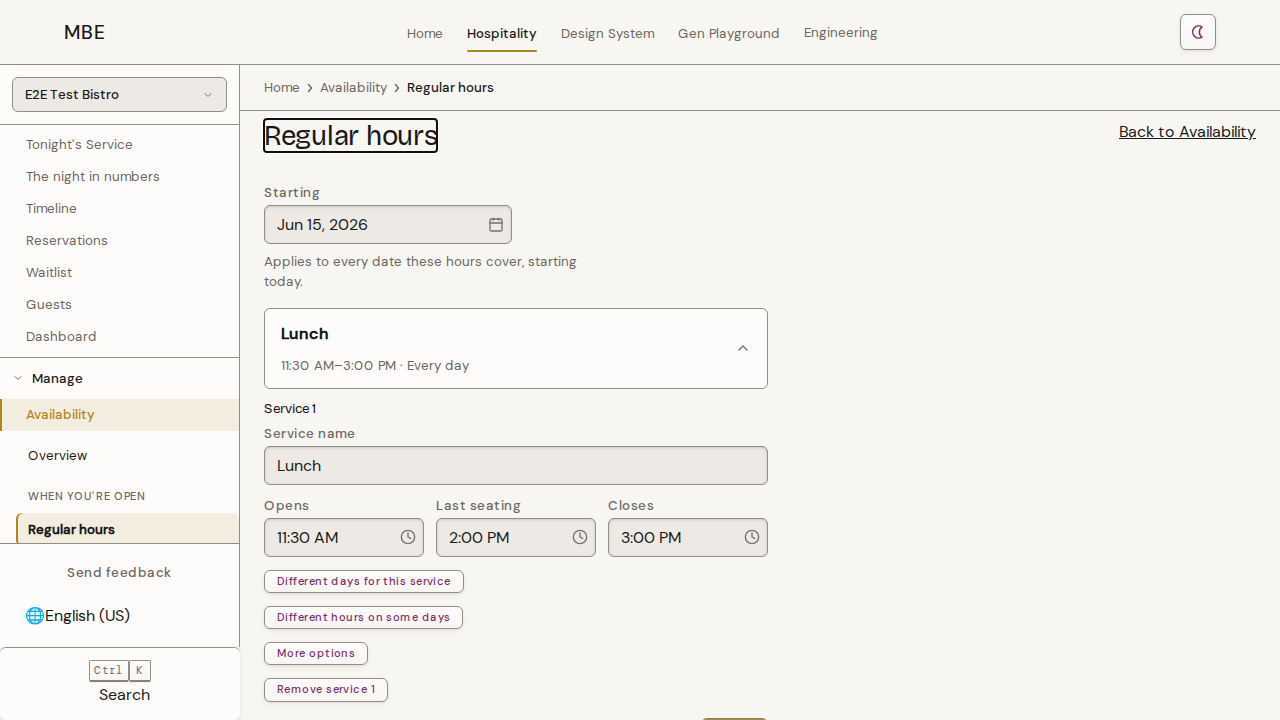 MBE
Home
Hospitality
Design System
Gen Playground
Engineering
E2E Test Bistro
Tonight's Service
The night in numbers
Timeline
Reservations
Waitlist
Guests
Dashboard
Manage
Availability
Overview
WHEN YOU'RE OPEN
Regular hours
Send feedback
🌐English (US)
Ctrl K
Search
Home > Availability > Regular hours
Regular hours
Back to Availability
Starting
Jun 15, 2026
Applies to every date these hours cover, starting
today.
Lunch
11:30 AM–3:00 PM · Every day
Service 1
Service name
Lunch
Opens
Last seating
Closes
11:30 AM
2:00 PM
3:00 PM
Different days for this service
Different hours on some days
More options
Remove service 1